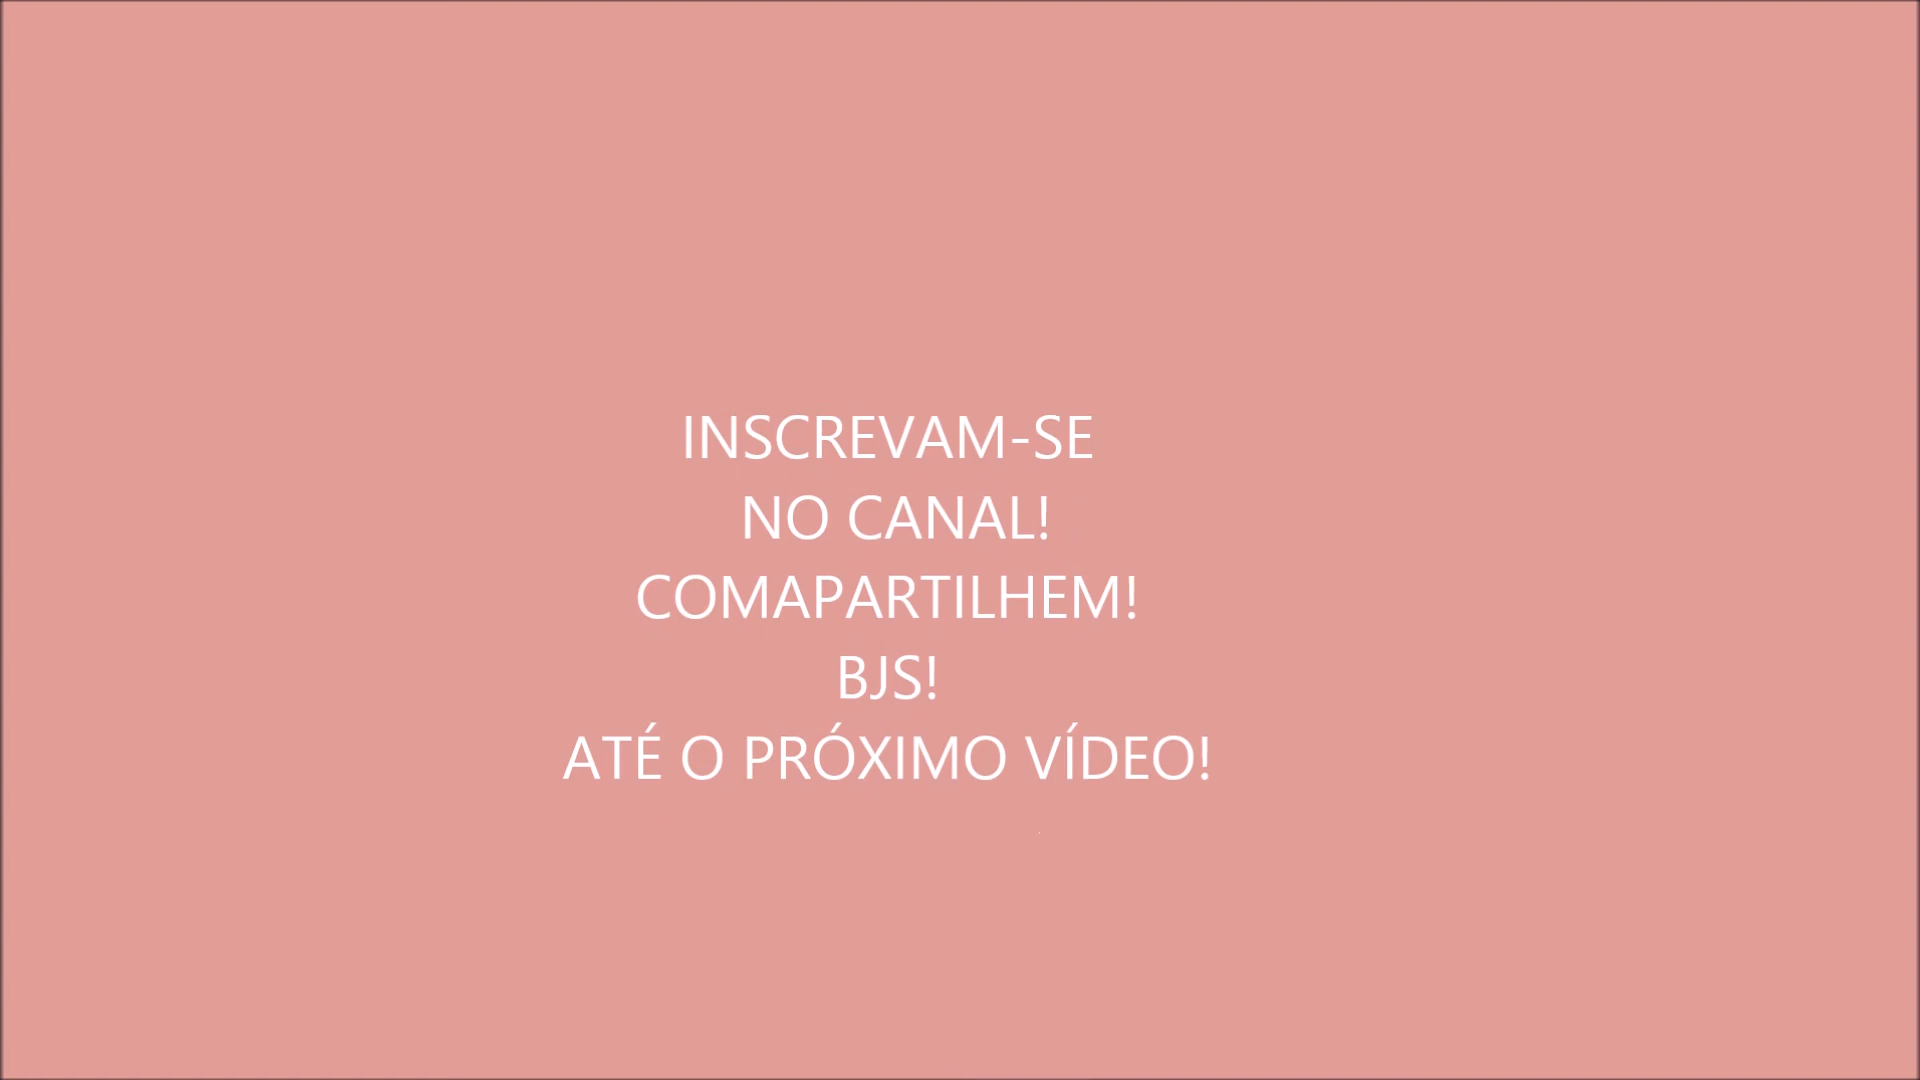 INSCREVAM-SE
NO CANAL!
COMAPARTILHEM!
BJS!
ATÉ O PRÓXIMO VÍDEO!